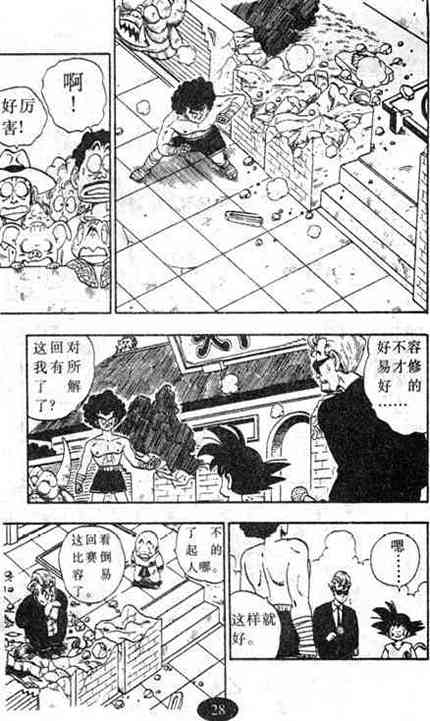 啊
!
好厉
害!
好不容
易才修
好的
……
这回对
我有所
了解
了?
嗯
……
这样就
好。
了不
起的
人哪。
这回看
比赛倒
容易
了。
28